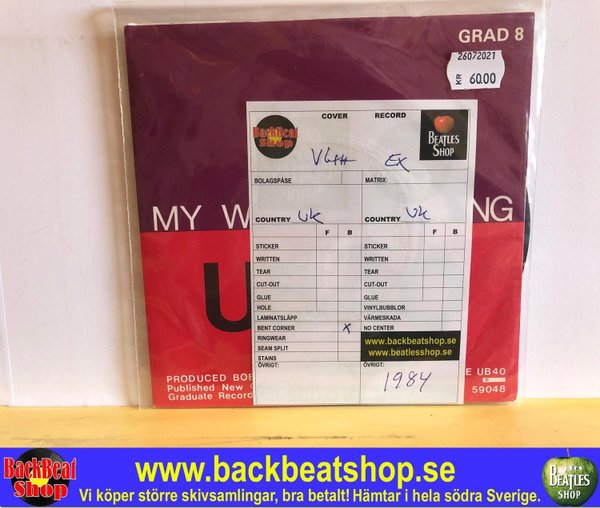 GRAD 8
26072021
KR 60.00
COVER RECORD
BackBeat Shop
BEATLES SHOP
VG++ EX
BOLAGSPÅSE MATRIX:
COUNTRY UK COUNTRY UK
F B F B
STICKER STICKER
WRITTEN WRITTEN
TEAR TEAR
CUT-OUT CUT-OUT
GLUE GLUE
HOLE VINYLBUBBLOR
LAMINATSLÄPP VÄRMESKADA
BENT CORNER X NO CENTER
RINGWEAR
SEAM SPLIT
STAINS
www.backbeatshop.se
www.beatlesshop.se
ÖVRIGT: ÖVRIGT:
1984
MY W NG
U
PRODUCED BOB E UB40
Published New
Graduate Record 59048
BackBeat Shop
www.backbeatshop.se
Vi köper större skivsamlingar, bra betalt! Hämtar i hela södra Sverige.
BEATLES SHOP